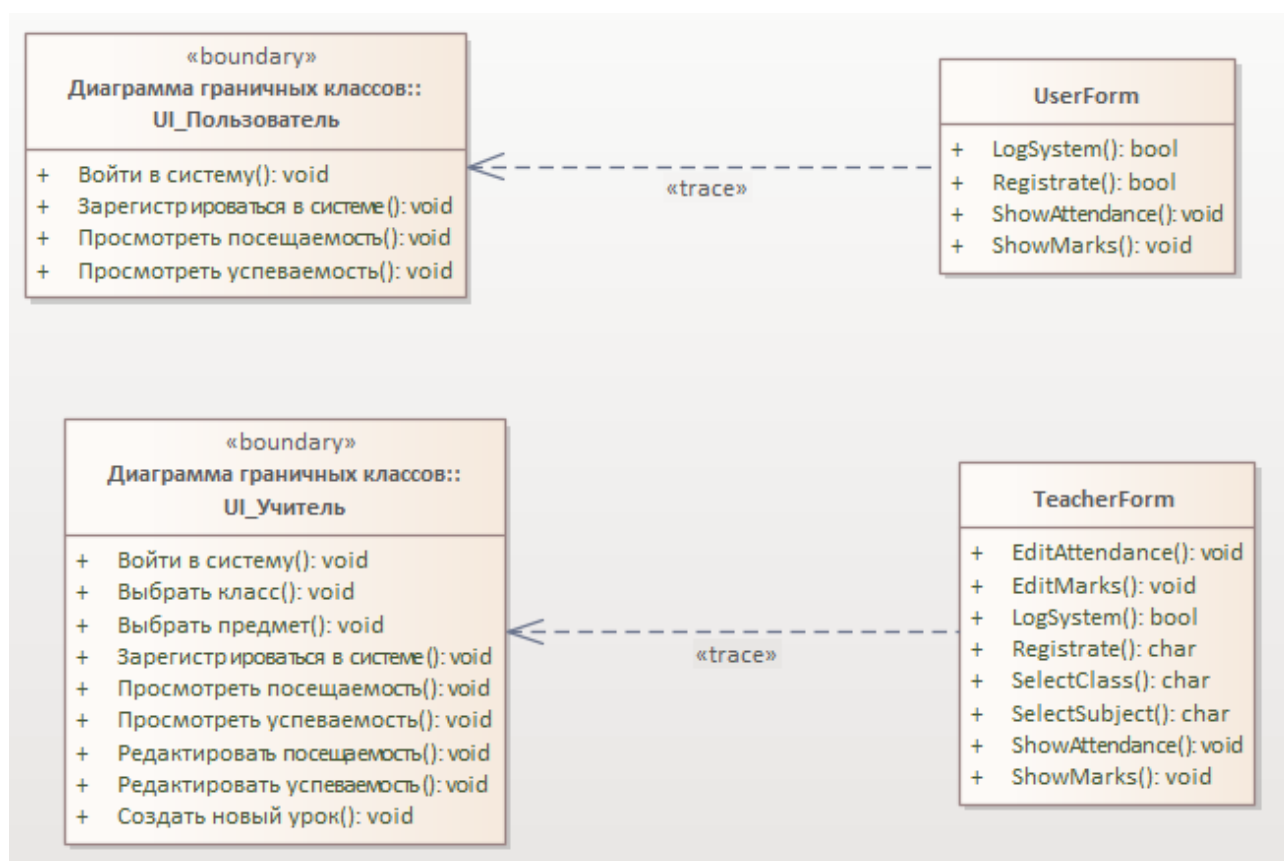 «boundary»
Диаграмма граничных классов::
UI_Пользователь
+ Войти в систему(): void
+ Зарегистрироваться в системе(): void
+ Просмотреть посещаемость(): void
+ Просмотреть успеваемость(): void
«trace»
UserForm
+ LogSystem(): bool
+ Registrate(): bool
+ ShowAttendance(): void
+ ShowMarks(): void
«boundary»
Диаграмма граничных классов::
UI_Учитель
+ Войти в систему(): void
+ Выбрать класс(): void
+ Выбрать предмет(): void
+ Зарегистрироваться в системе(): void
+ Просмотреть посещаемость(): void
+ Просмотреть успеваемость(): void
+ Редактировать посещаемость(): void
+ Редактировать успеваемость(): void
+ Создать новый урок(): void
«trace»
TeacherForm
+ EditAttendance(): void
+ EditMarks(): void
+ LogSystem(): bool
+ Registrate(): char
+ SelectClass(): char
+ SelectSubject(): char
+ ShowAttendance(): void
+ ShowMarks(): void